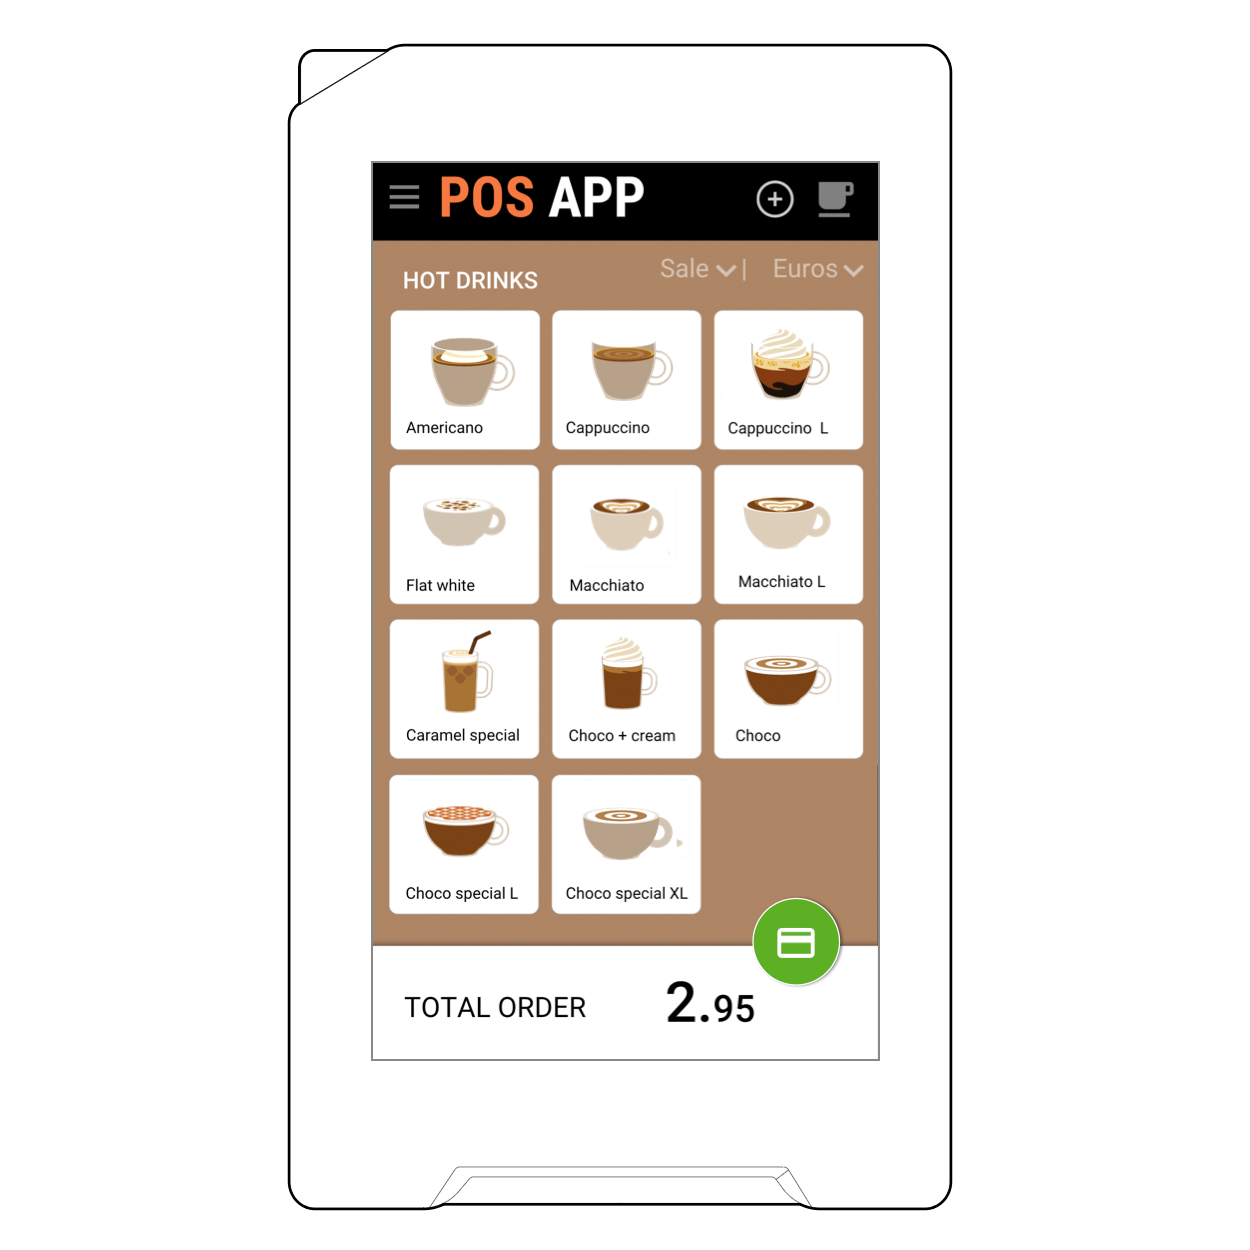 POS APP
Sale | Euros
HOT DRINKS
Americano
Cappuccino
Cappuccino L
Flat white
Macchiato
Macchiato L
Caramel special
Choco + cream
Choco
Choco special L
Choco special XL
TOTAL ORDER 2.95